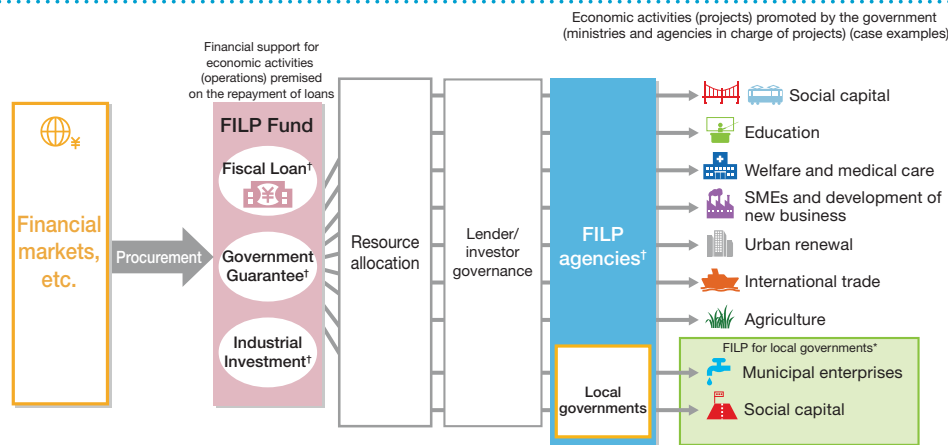 Economic activities (projects) promoted by the government
(ministries and agencies in charge of projects) (case examples)
Financial support for
economic activities
(operations) premised
on the repayment of loans
¥
Financial
markets,
etc.
Procurement
FILP Fund
Fiscal Loan†
¥
Government
Guarantee†
Industrial
Investment†
Resource
allocation
Lender/
investor
governance
FILP
agencies†
Local
governments
Social capital
Education
Welfare and medical care
SMEs and development of
new business
Urban renewal
International trade
Agriculture
FILP for local governments*
Municipal enterprises
Social capital